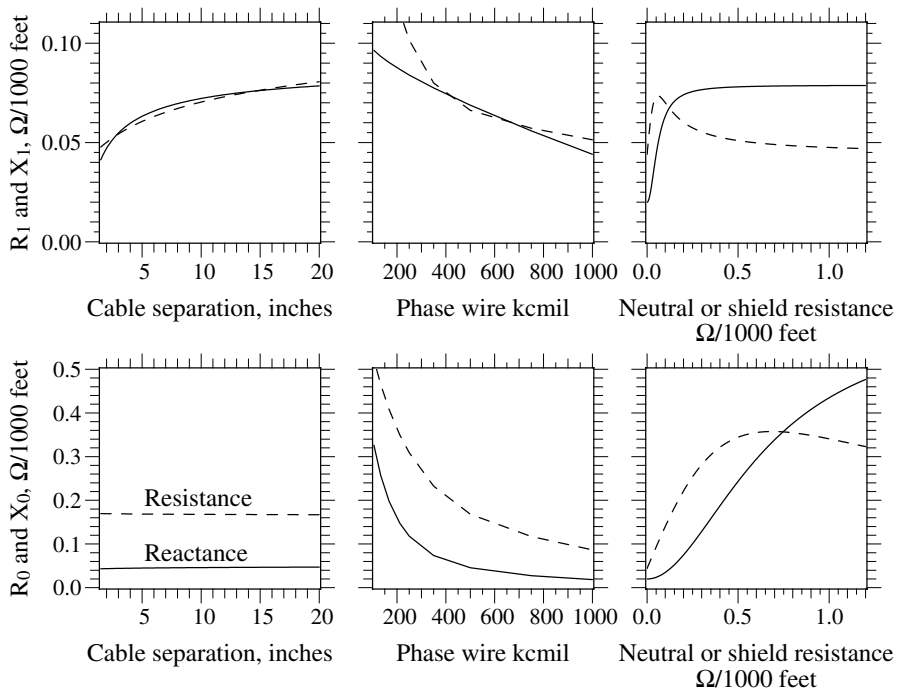 R1 and X1, Ω/1000 feet
0.10
0.05
0.00
5 10 15 20
Cable separation, inches
200 400 600 800 1000
Phase wire kcmil
0.0 0.5 1.0
Neutral or shield resistance
Ω/1000 feet
R0 and X0, Ω/1000 feet
0.5
0.4
0.3
0.2
0.1
0.0
Resistance
Reactance
5 10 15 20
Cable separation, inches
200 400 600 800 1000
Phase wire kcmil
0.0 0.5 1.0
Neutral or shield resistance
Ω/1000 feet